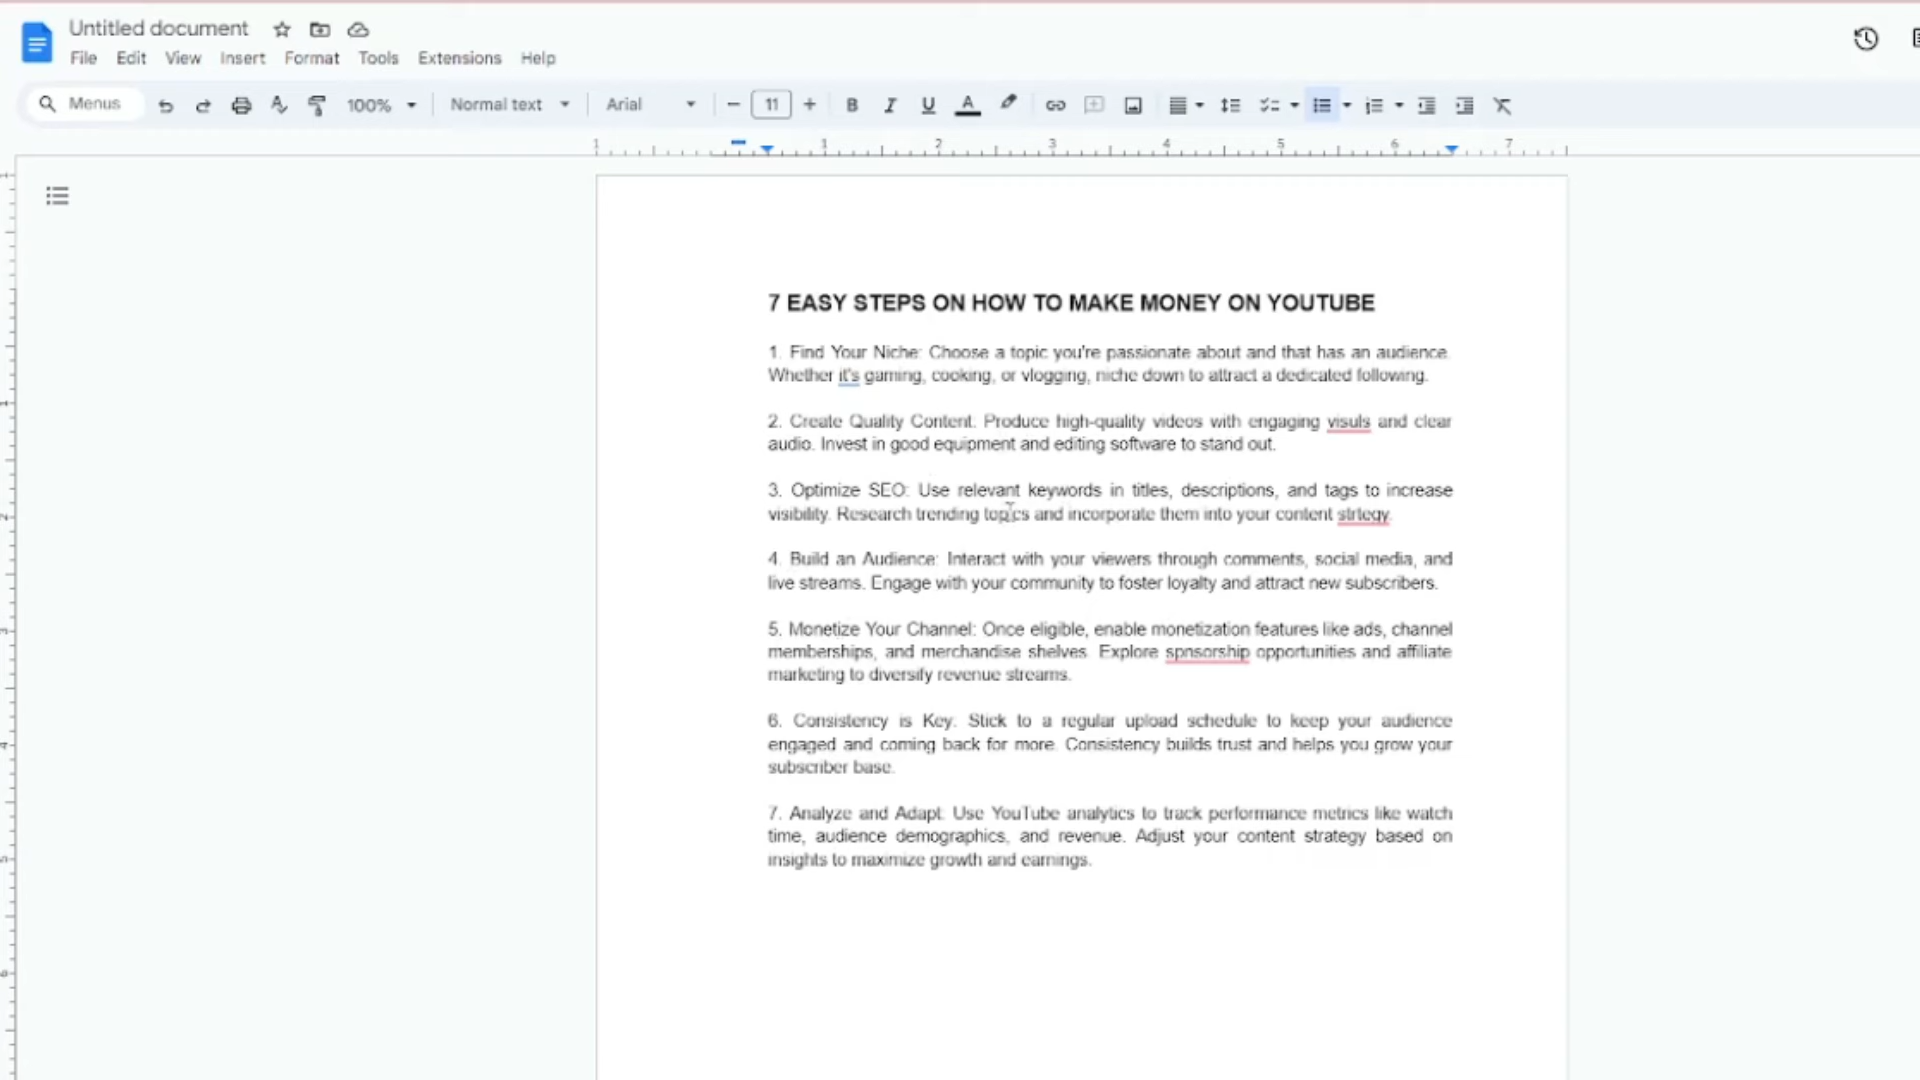 Untitled document
File Edit View Insert Format Tools Extensions Help
Menus 100% Normal text Arial 11
1 1 2 3 4 5 6 7
7 EASY STEPS ON HOW TO MAKE MONEY ON YOUTUBE
1. Find Your Niche: Choose a topic you're passionate about and that has an audience.
Whether it's gaming, cooking, or vlogging, niche down to attract a dedicated following.
2. Create Quality Content: Produce high-quality videos with engaging visuls and clear
audio. Invest in good equipment and editing software to stand out.
3. Optimize SEO: Use relevant keywords in titles, descriptions, and tags to increase
visibility. Research trending topics and incorporate them into your content strtegy.
4. Build an Audience: Interact with your viewers through comments, social media, and
live streams. Engage with your community to foster loyalty and attract new subscribers.
5. Monetize Your Channel: Once eligible, enable monetization features like ads, channel
memberships, and merchandise shelves. Explore spnsorship opportunities and affiliate
marketing to diversify revenue streams.
6. Consistency is Key: Stick to a regular upload schedule to keep your audience
engaged and coming back for more. Consistency builds trust and helps you grow your
subscriber base.
7. Analyze and Adapt: Use YouTube analytics to track performance metrics like watch
time, audience demographics, and revenue. Adjust your content strategy based on
insights to maximize growth and earnings.